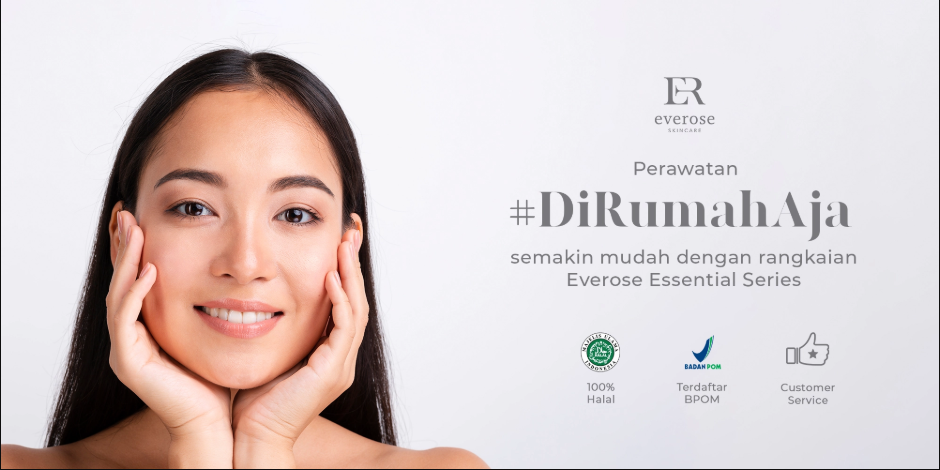 ER
everose
SKINCARE
Perawatan
#DiRumahAja
semakin mudah dengan rangkaian
Everose Essential Series
MAJELIS ULAMA
INDONESIA
BADAN POM
100%
Halal
Terdaftar
BPOM
Customer
Service